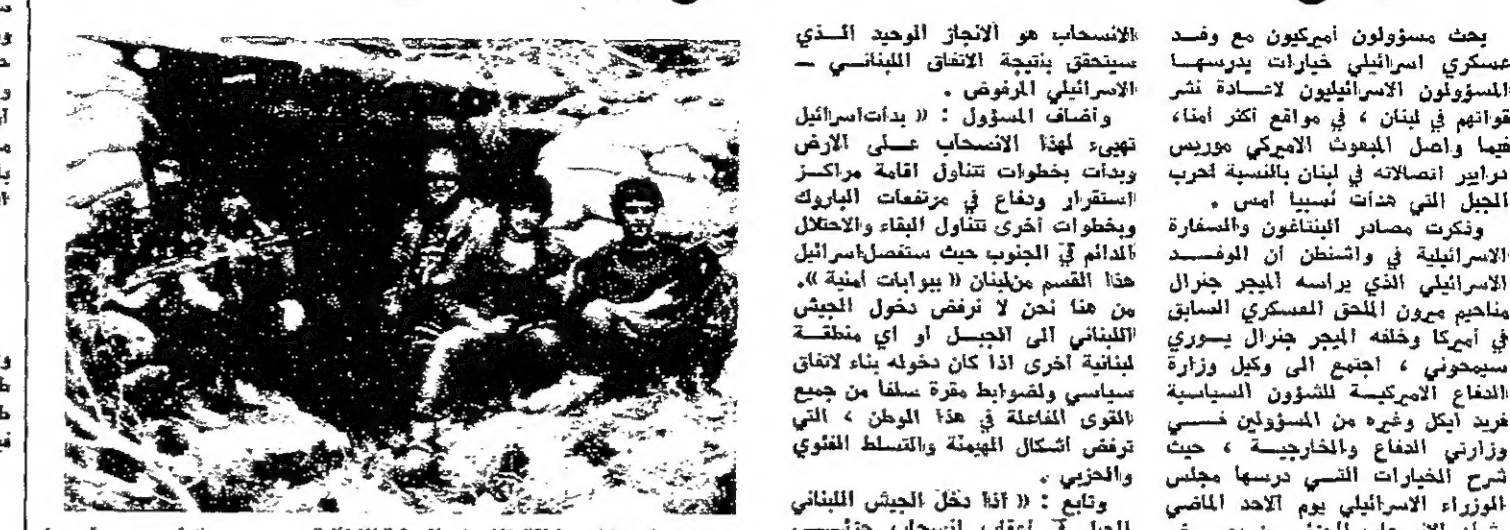 بحث مسؤولون أميركيون مع وفد
عسكري اسرائيلي خيارات يدرسها
المسؤولون الاسرائيليون لاعادة نشر
قواتهم في لبنان ، في مواقع أكثر أمنا،
فيما واصل المبعوث الاميركي موريس
درايبر اتصالاته في لبنان بالنسبة لحرب
الجبل التي هدأت نسبيا أمس .
وذكرت مصادر البنتاغون والسفارة
الاسرائيلية في واشنطن أن الوفد
الاسرائيلي الذي يراسه الميجر جنرال
مناحيم ميرون الملحق العسكري السابق
في أميركا وخلفه الميجر جنرال يوري
سيمحوني ، اجتمع الى وكيل وزارة
الدفاع الاميركية للشؤون السياسية
فريد ايكل وغيره من المسؤولين في
وزارتي الدفاع والخارجية ، حيث
شرح الخيارات التي درسها مجلس
الوزراء الاسرائيلي يوم الاحد الماضي
الانسحاب هو الانجاز الوحيد الذي
سيتحقق بنتيجة الاتفاق اللبناني —
الاسرائيلي المرفوض .
وأضاف المسؤول : « بدأت اسرائيل
تهيىء لهذا الانسحاب على الارض
وبدأت بخطوات تتناول اقامة مراكز
استقرار ودفاع في مرتفعات الباروك
وبخطوات أخرى تتناول البقاء والاحتلال
الدائم في الجنوب حيث ستفصل اسرائيل
هذا القسم من لبنان « ببوابات أمنية ».
من هنا نحن لا نرفض دخول الجيش
اللبناني الى الجبل أو اي منطقة
لبنانية أخرى اذا كان دخوله بناء لاتفاق
سياسي ولضوابط مقرة سلفا من جميع
القوى الفاعلة في هذا الوطن ، التي
ترفض أشكال الهيمنة والتسلط الفئوي
والحزبي .
وتابع : « اذا دخل الجيش اللبناني